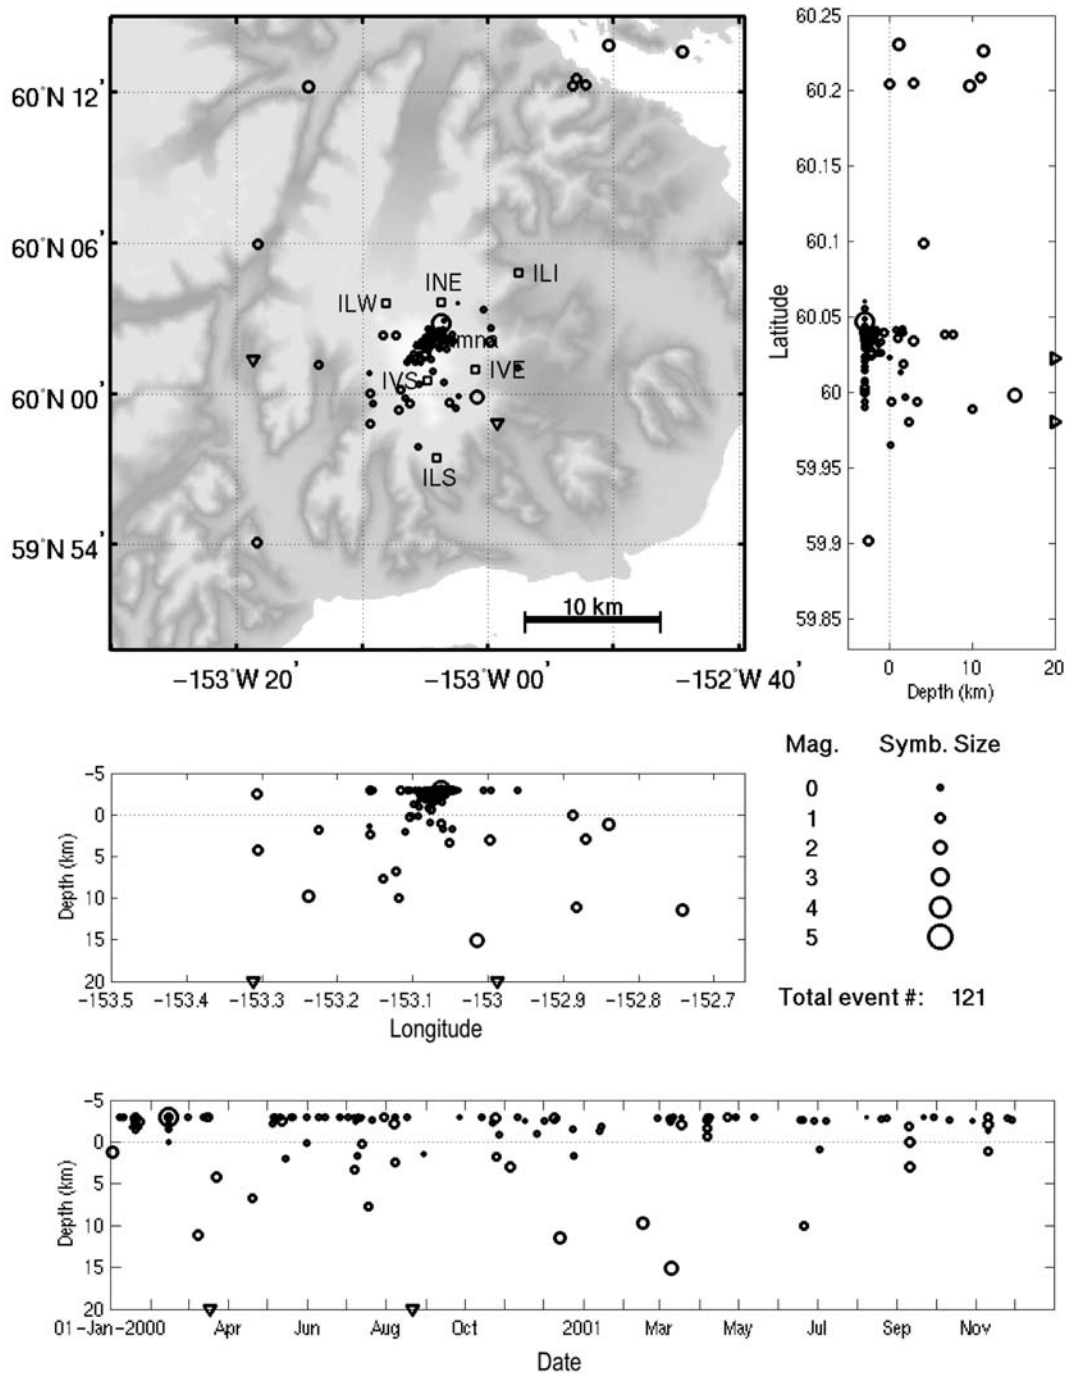 60°N 12'
60°N 06'
60°N 00'
59°N 54'
INE
ILI
ILW
IVE
IVS
ILS
10 km
-153°W 20'
-153°W 00'
-152°W 40'
60.25
60.2
60.15
60.1
60.05
60
59.95
59.9
59.85
Latitude
0 10 20
Depth (km)
Mag. Symb. Size
0
1
2
3
4
5
Total event #: 121
-5
0
5
10
15
20
Depth (km)
-153.5 -153.4 -153.3 -153.2 -153.1 -153 -152.9 -152.8 -152.7
Longitude
-5
0
5
10
15
20
Depth (km)
01-Jan-2000 Apr Jun Aug Oct 2001 Mar May Jul Sep Nov
Date